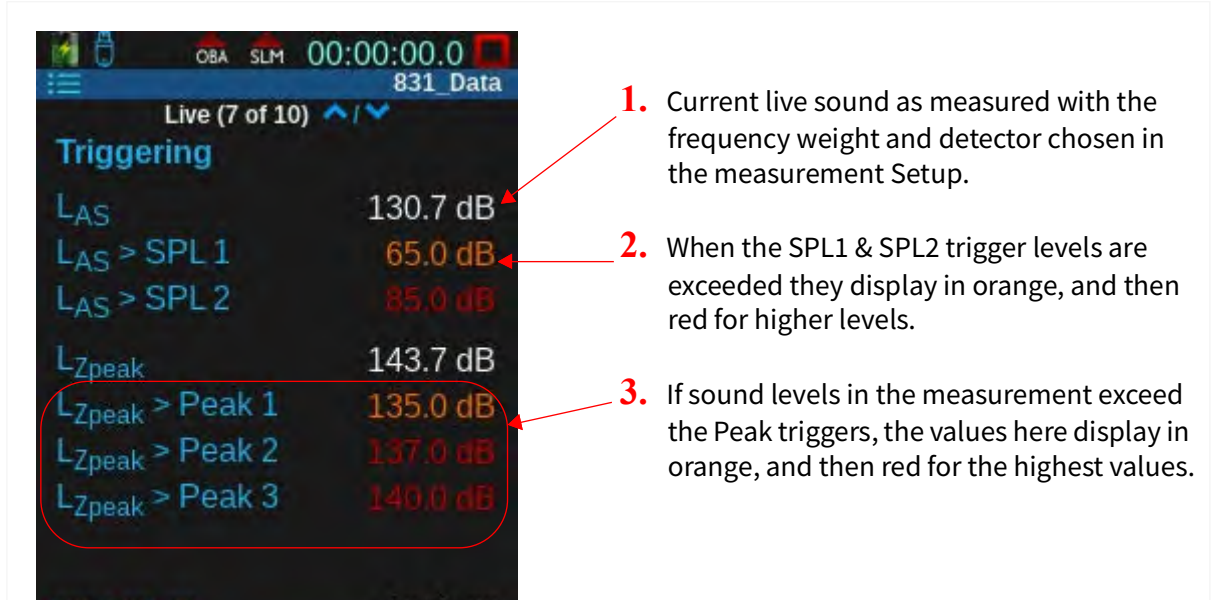 OBA SLM 00:00:00.0
831_Data
Live (7 of 10) /
Triggering
LAS 130.7 dB
LAS > SPL 1 65.0 dB
LAS > SPL 2 85.0 dB
LZpeak 143.7 dB
LZpeak > Peak 1 135.0 dB
LZpeak > Peak 2 137.0 dB
LZpeak > Peak 3 140.0 dB
1. Current live sound as measured with the
frequency weight and detector chosen in
the measurement Setup.
2. When the SPL1 & SPL2 trigger levels are
exceeded they display in orange, and then
red for higher levels.
3. If sound levels in the measurement exceed
the Peak triggers, the values here display in
orange, and then red for the highest values.